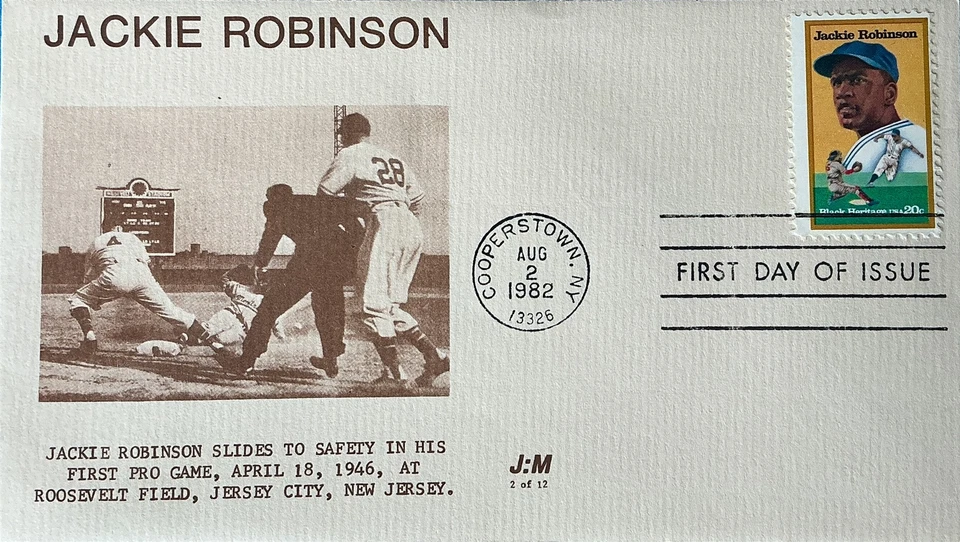 JACKIE ROBINSON
Jackie Robinson
Black Heritage USA 20c
28
COOPERSTOWN, NY
AUG
2
1982
13326
FIRST DAY OF ISSUE
JACKIE ROBINSON SLIDES TO SAFETY IN HIS
FIRST PRO GAME, APRIL 18, 1946, AT
ROOSEVELT FIELD, JERSEY CITY, NEW JERSEY.
J:M
2 of 12